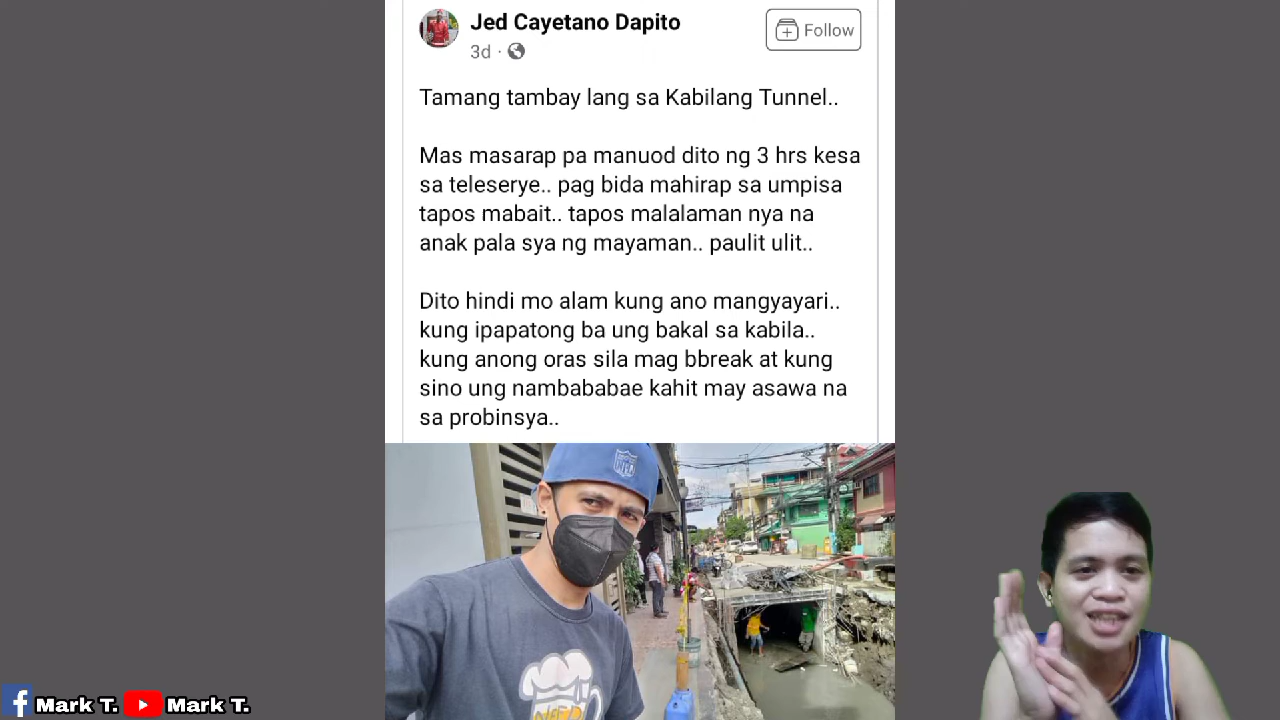 Jed Cayetano Dapito
Follow
3d ·
Tamang tambay lang sa Kabilang Tunnel..
Mas masarap pa manuod dito ng 3 hrs kesa
sa teleserye.. pag bida mahirap sa umpisa
tapos mabait.. tapos malalaman nya na
anak pala sya ng mayaman.. paulit ulit..
Dito hindi mo alam kung ano mangyayari..
kung ipapatong ba ung bakal sa kabila..
kung anong oras sila mag bbreak at kung
sino ung nambababae kahit may asawa na
sa probinsya..
NEED
Mark T. Mark T.